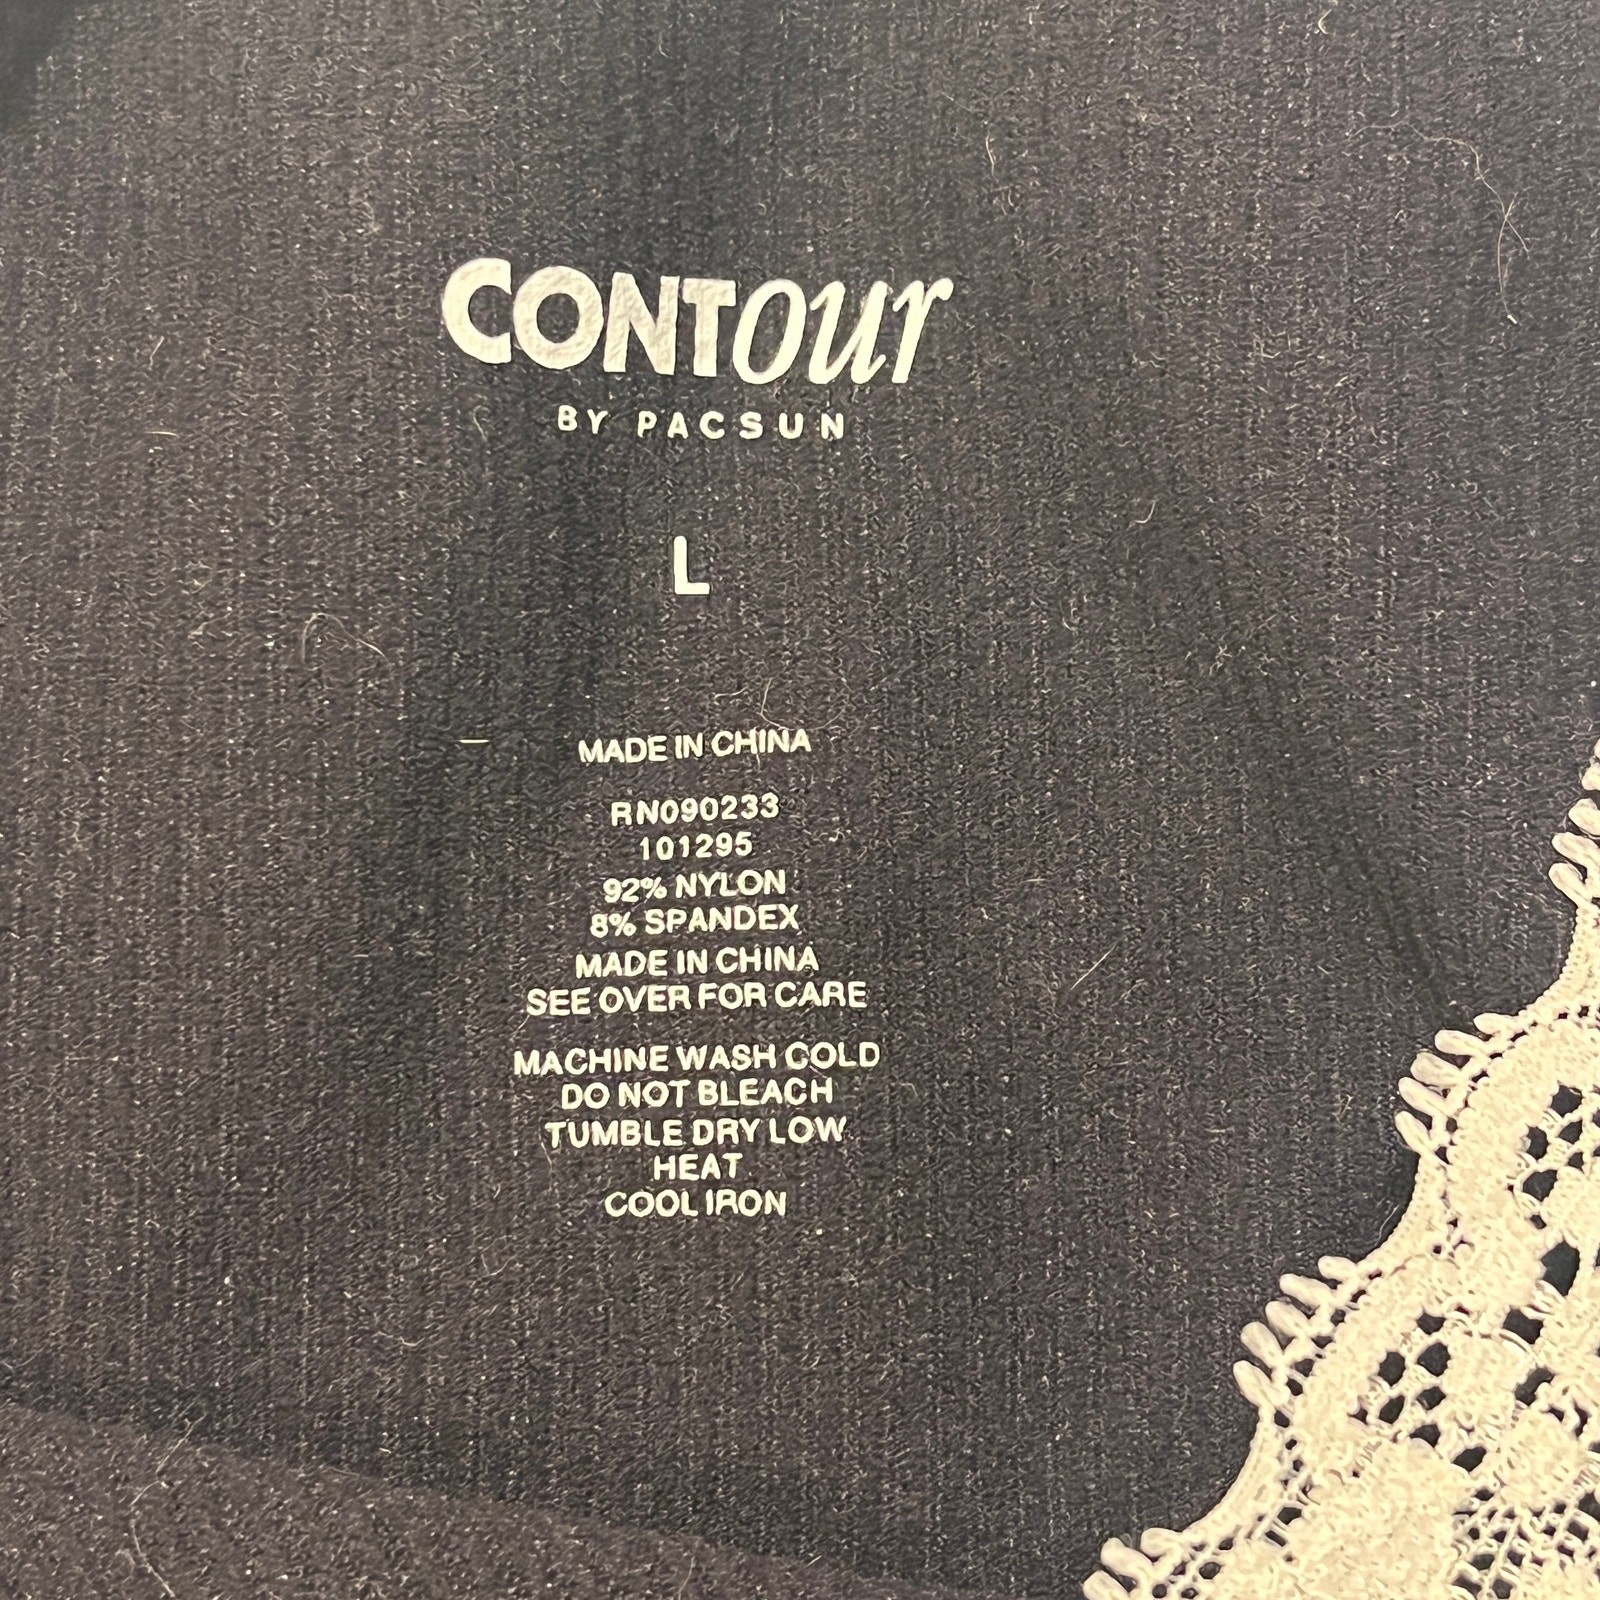 CONTour
BY PACSUN
L
MADE IN CHINA
RN090233
101295
92% NYLON
8% SPANDEX
MADE IN CHINA
SEE OVER FOR CARE
MACHINE WASH COLD
DO NOT BLEACH
TUMBLE DRY LOW
HEAT
COOL IRON